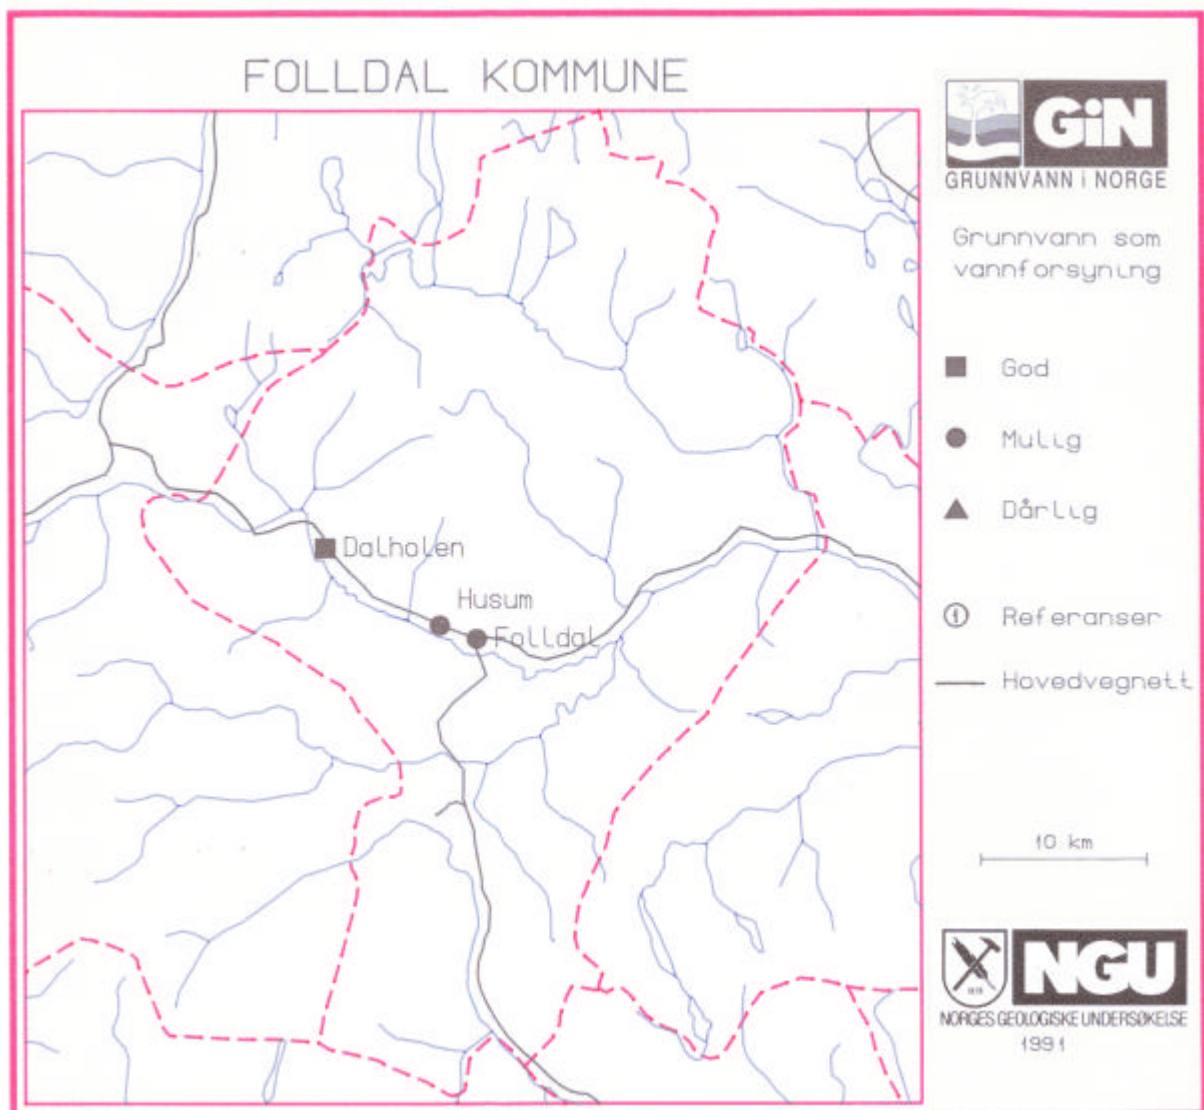 FOLLDAL KOMMUNE
GiN
GRUNNVANN i NORGE
Grunnvann som
vannforsyning
God
Mulig
Dårlig
1 Referanser
Hovedvegnett
Dalholen
Husum
Folldal
10 km
NGU
NORGES GEOLOGISKE UNDERSØKELSE
1991